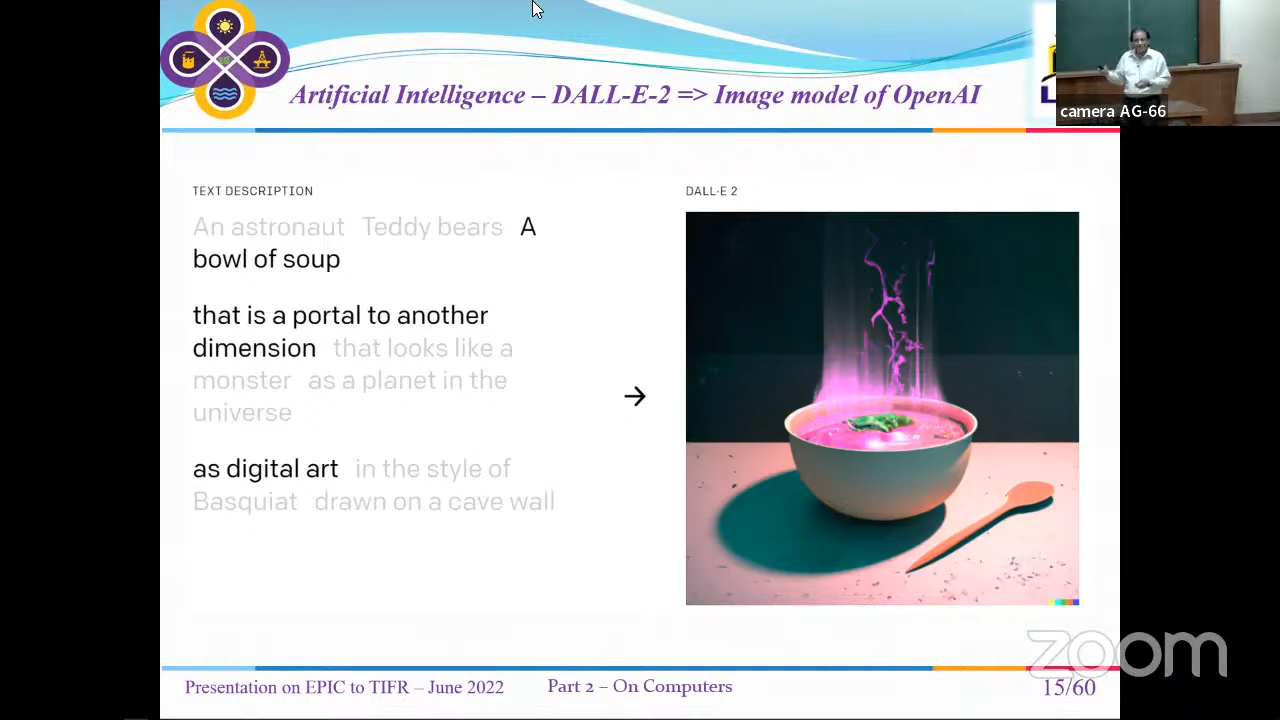 Artificial Intelligence – DALL-E-2 => Image model of OpenAI
camera AG-66
TEXT DESCRIPTION
An astronaut Teddy bears A
bowl of soup
that is a portal to another
dimension that looks like a
monster as a planet in the
universe
as digital art in the style of
Basquiat drawn on a cave wall
→
DALL·E 2
zoom
Presentation on EPIC to TIFR – June 2022
Part 2 – On Computers
15/60